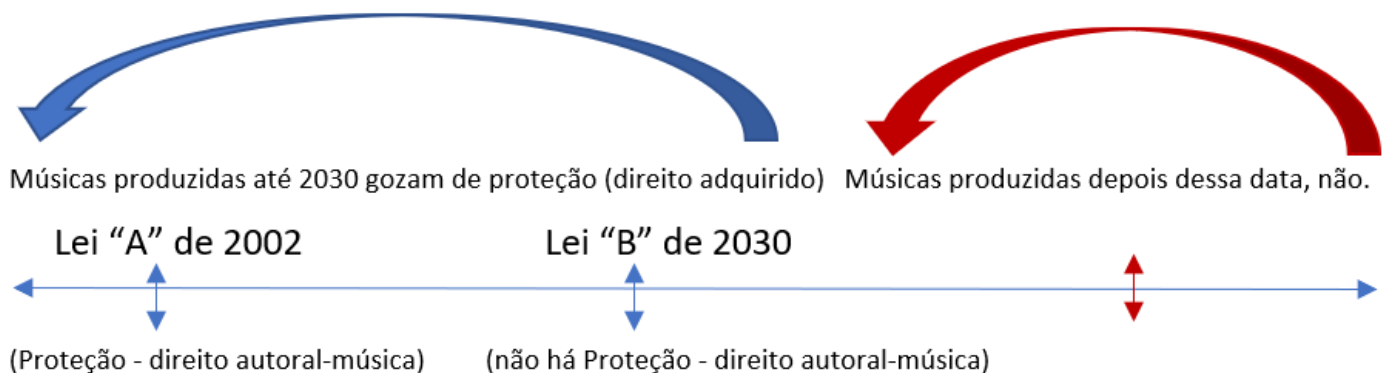 Músicas produzidas até 2030 gozam de proteção (direito adquirido) Músicas produzidas depois dessa data, não.
Lei “A” de 2002 Lei “B” de 2030
(Proteção - direito autoral-música) (não há Proteção - direito autoral-música)